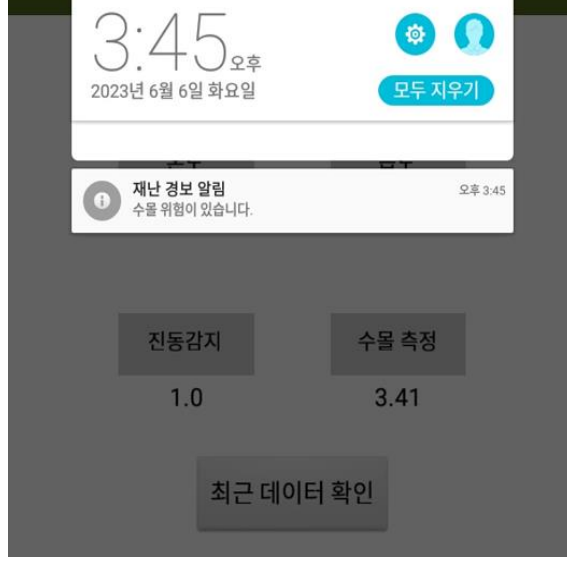 3:45 오후
2023년 6월 6일 화요일
모두 지우기
재난 경보 알림
오후 3:45
수몰 위험이 있습니다.
진동감지
수몰 측정
1.0
3.41
최근 데이터 확인